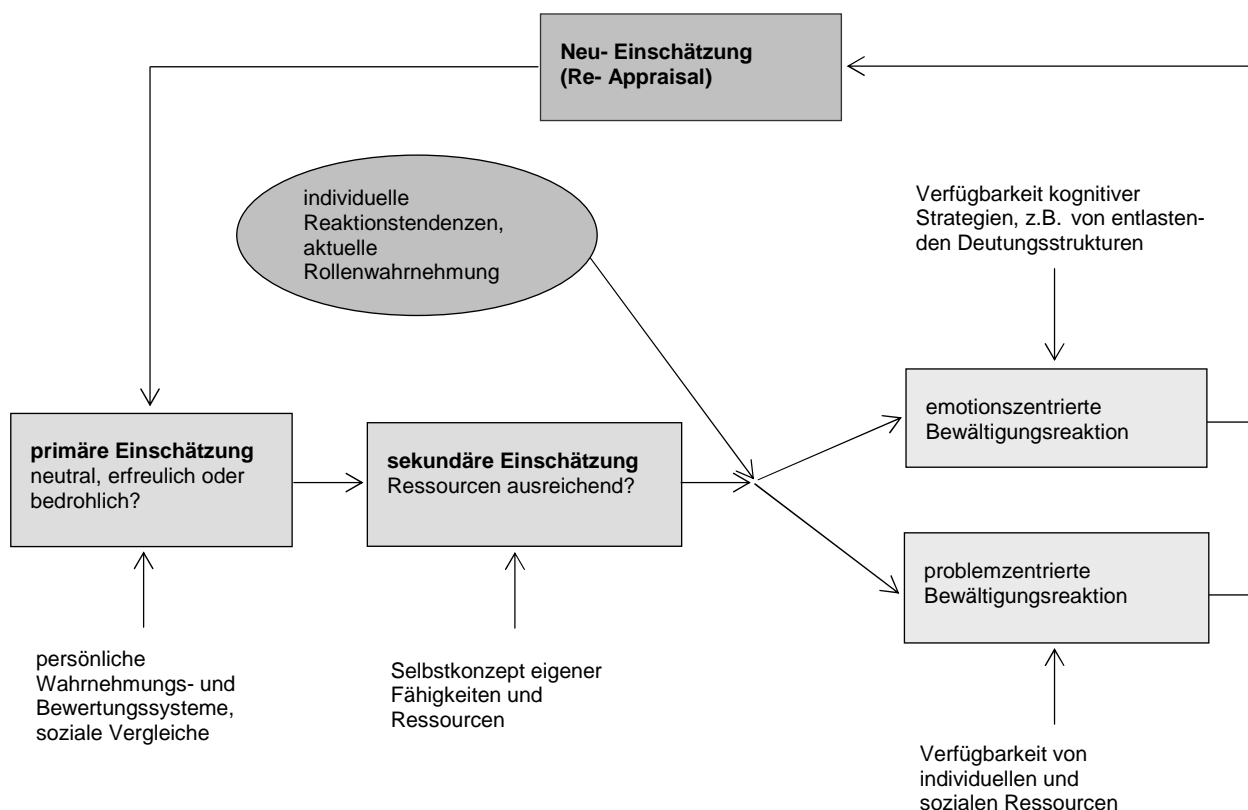 Neu- Einschätzung
(Re- Appraisal)
individuelle
Reaktionstendenzen,
aktuelle
Rollenwahrnehmung
Verfügbarkeit kognitiver
Strategien, z.B. von entlasten-
den Deutungsstrukturen
primäre Einschätzung
neutral, erfreulich oder
bedrohlich?
sekundäre Einschätzung
Ressourcen ausreichend?
emotionszentrierte
Bewältigungsreaktion
problemzentrierte
Bewältigungsreaktion
persönliche
Wahrnehmungs- und
Bewertungssysteme,
soziale Vergleiche
Selbstkonzept eigener
Fähigkeiten und
Ressourcen
Verfügbarkeit von
individuellen und
sozialen Ressourcen